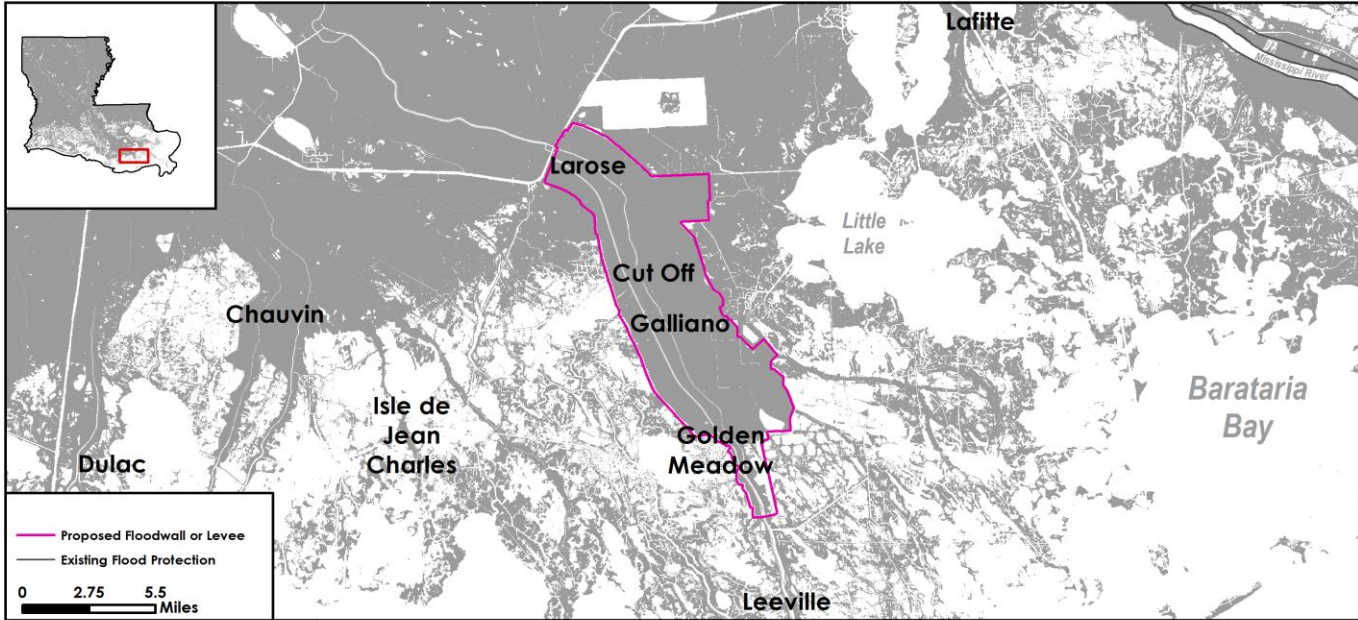 Lafitte
Mississippi River
Larose
Little
Lake
Cut Off
Chauvin
Galliano
Isle de
Jean
Charles
Barataria
Bay
Golden
Meadow
Dulac
Proposed Floodwall or Levee
Existing Flood Protection
0 2.75 5.5
Miles
Leeville